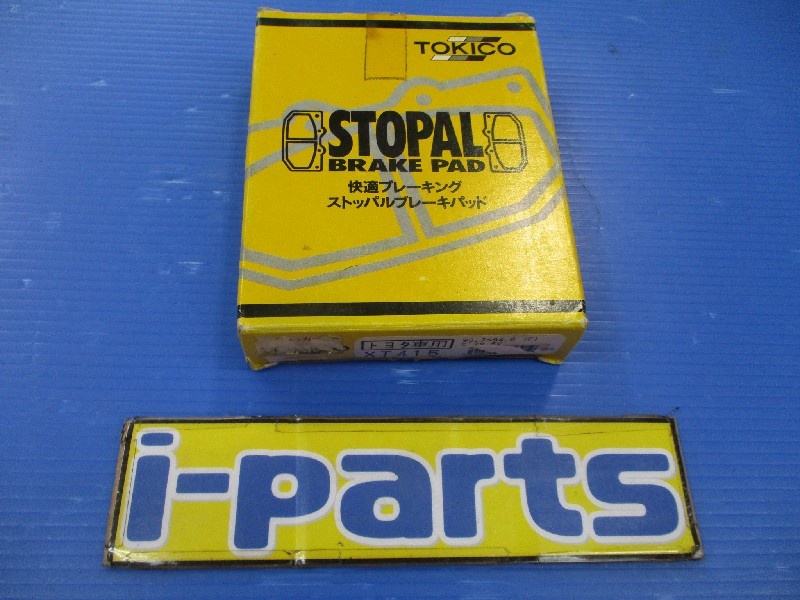 TOKICO
STOPAL
BRAKE PAD
快適ブレーキング
ストッパルブレーキパッド
トヨタ車用
XT415
i-parts